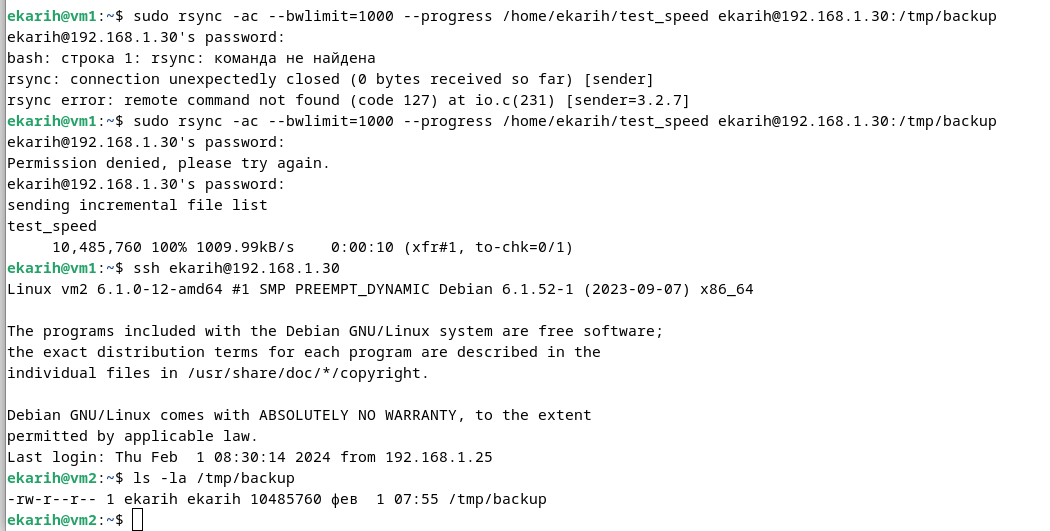 ekarih@vm1:~$ sudo rsync -ac --bwlimit=1000 --progress /home/ekarih/test_speed ekarih@192.168.1.30:/tmp/backup
ekarih@192.168.1.30's password:
bash: строка 1: rsync: команда не найдена
rsync: connection unexpectedly closed (0 bytes received so far) [sender]
rsync error: remote command not found (code 127) at io.c(231) [sender=3.2.7]
ekarih@vm1:~$ sudo rsync -ac --bwlimit=1000 --progress /home/ekarih/test_speed ekarih@192.168.1.30:/tmp/backup
ekarih@192.168.1.30's password:
Permission denied, please try again.
ekarih@192.168.1.30's password:
sending incremental file list
test_speed
     10,485,760 100% 1009.99kB/s    0:00:10 (xfr#1, to-chk=0/1)
ekarih@vm1:~$ ssh ekarih@192.168.1.30
Linux vm2 6.1.0-12-amd64 #1 SMP PREEMPT_DYNAMIC Debian 6.1.52-1 (2023-09-07) x86_64

The programs included with the Debian GNU/Linux system are free software;
the exact distribution terms for each program are described in the
individual files in /usr/share/doc/*/copyright.

Debian GNU/Linux comes with ABSOLUTELY NO WARRANTY, to the extent
permitted by applicable law.
Last login: Thu Feb  1 08:30:14 2024 from 192.168.1.25
ekarih@vm2:~$ ls -la /tmp/backup
-rw-r--r-- 1 ekarih ekarih 10485760 фев  1 07:55 /tmp/backup
ekarih@vm2:~$